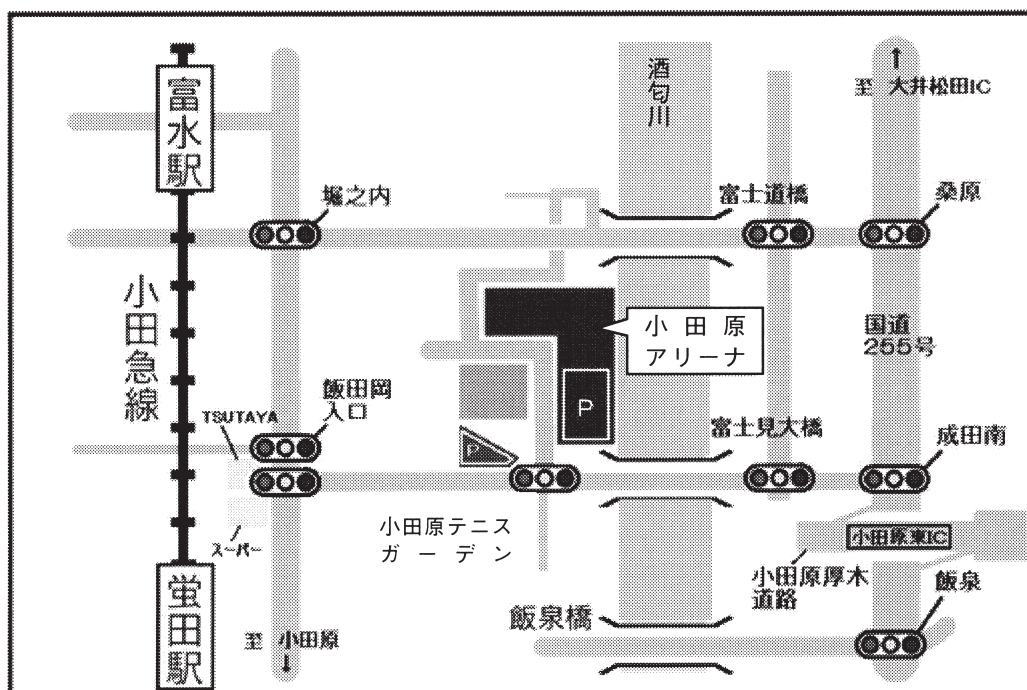 酒匂川
↑
至 大井松田IC
富水駅
堀之内
富士道橋
桑原
小田急線
小田原
アリーナ
国道
255号
飯田岡
入口
TSUTAYA
P
P
富士見大橋
成田南
小田原テニス
ガーデン
スーパー
小田原東IC
小田原厚木
道路
飯泉
蛍田駅
至 小田原
↓
飯泉橋